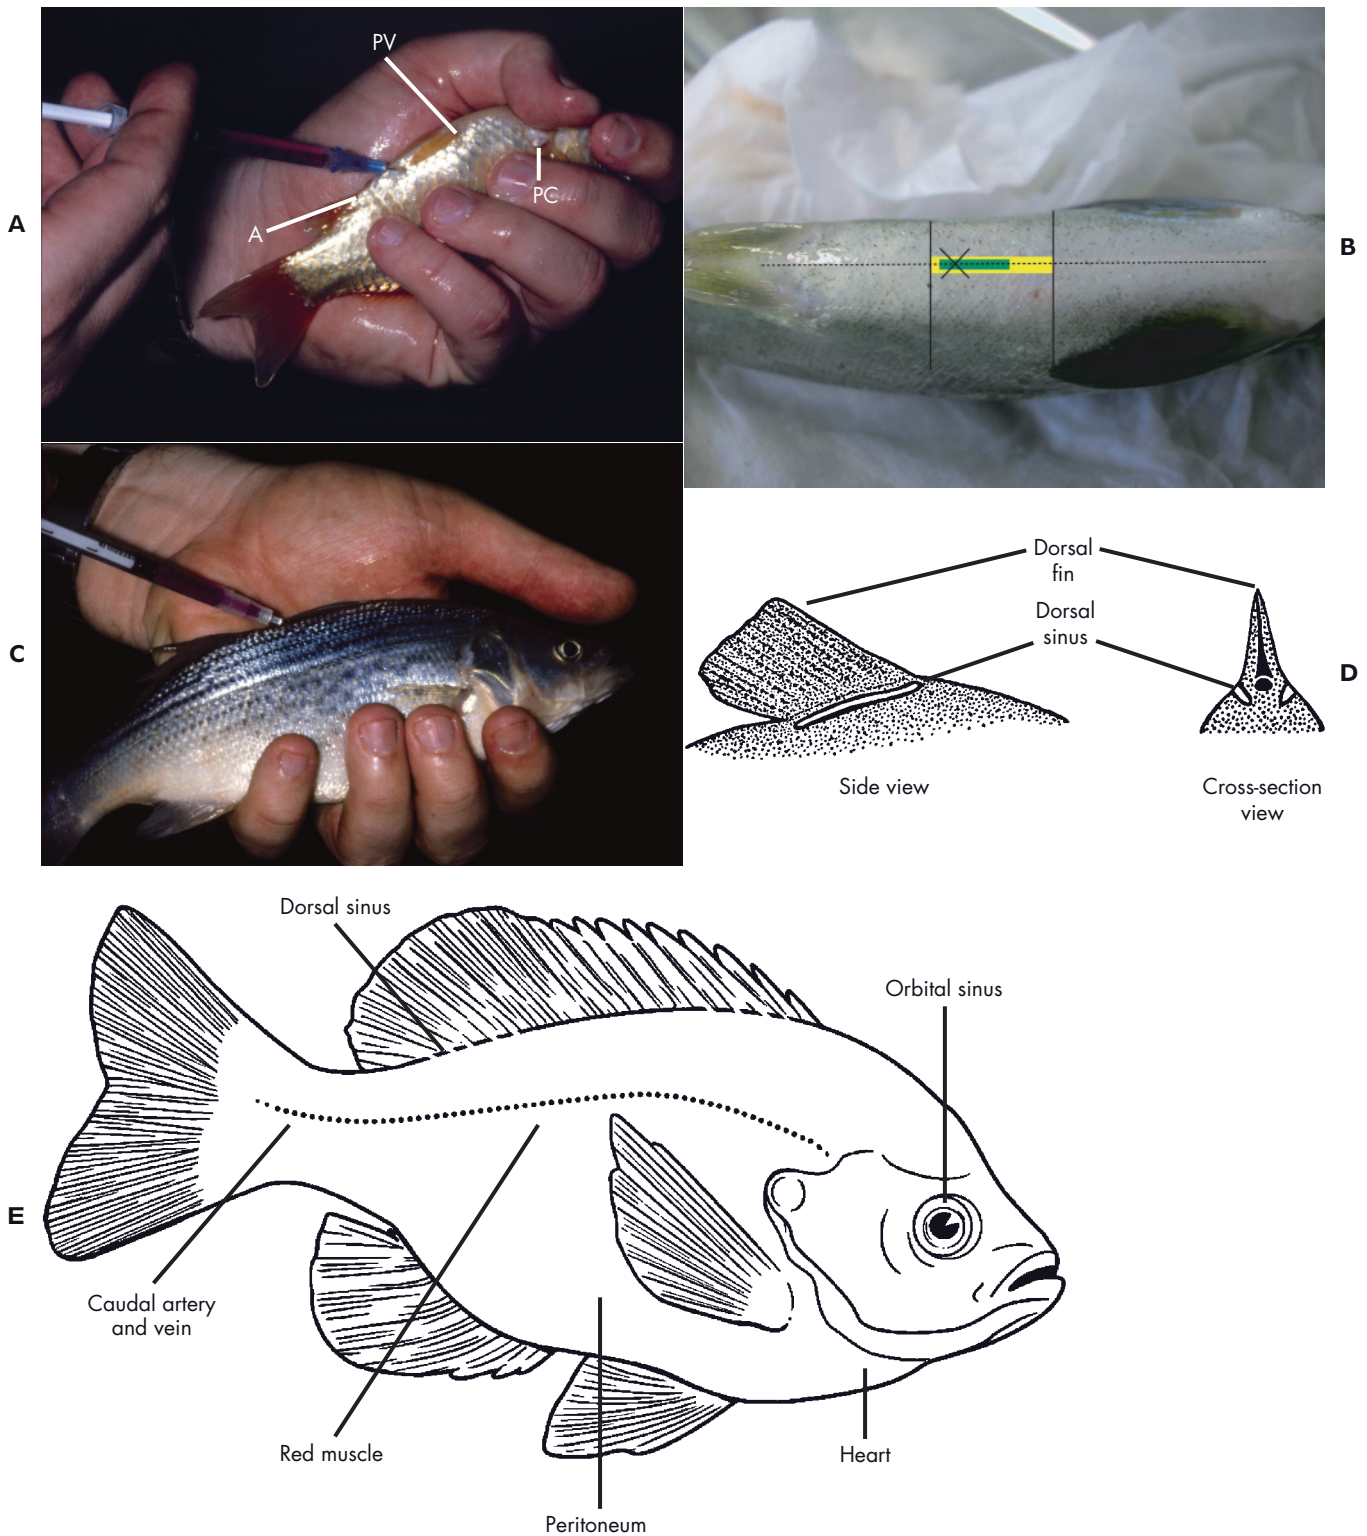 PV
PC
A
A
B
C
Dorsal
fin
Dorsal
sinus
D
Side view
Cross-section
view
Dorsal sinus
Orbital sinus
E
Caudal artery
and vein
Red muscle
Heart
Peritoneum